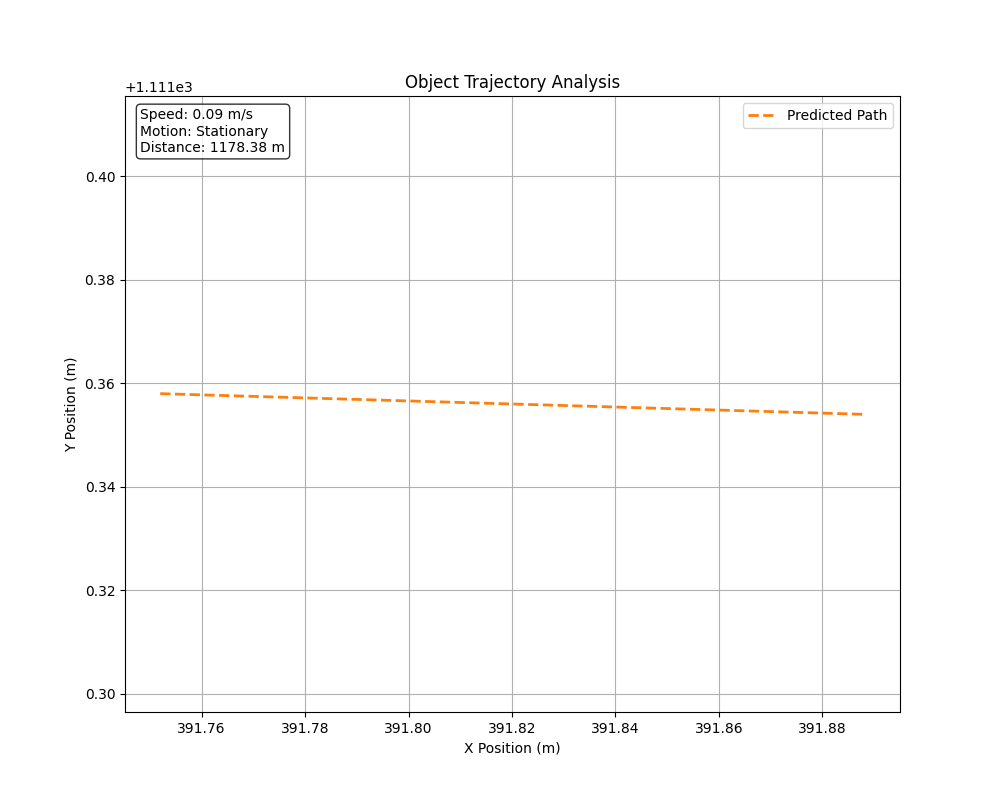 Object Trajectory Analysis
+1.111e3
Speed: 0.09 m/s
Motion: Stationary
Distance: 1178.38 m
Predicted Path
0.40
0.38
0.36
0.34
0.32
0.30
Y Position (m)
391.76 391.78 391.80 391.82 391.84 391.86 391.88
X Position (m)